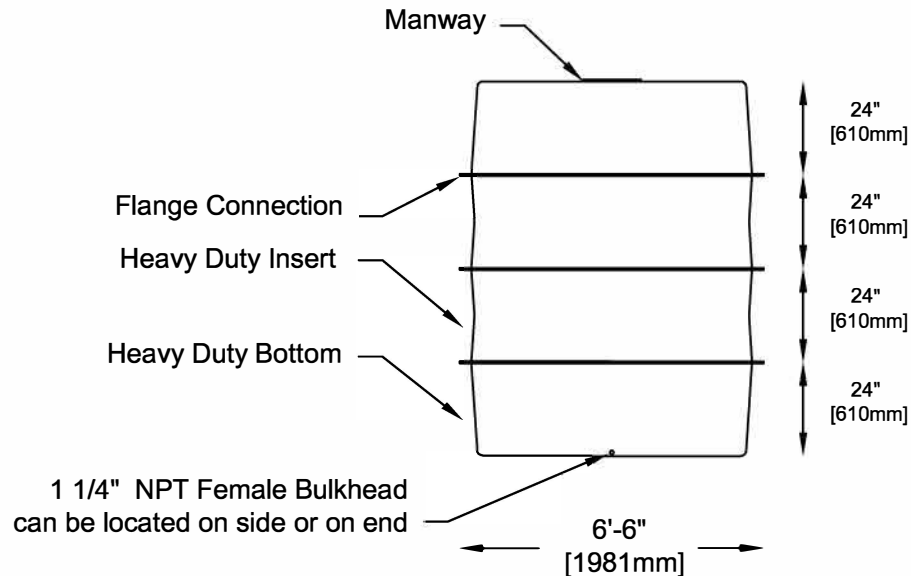 Manway
24"
[610mm]
Flange Connection
24"
[610mm]
Heavy Duty Insert
24"
[610mm]
Heavy Duty Bottom
24"
[610mm]
1 1/4"  NPT Female Bulkhead
can be located on side or on end
6'-6"
[1981mm]